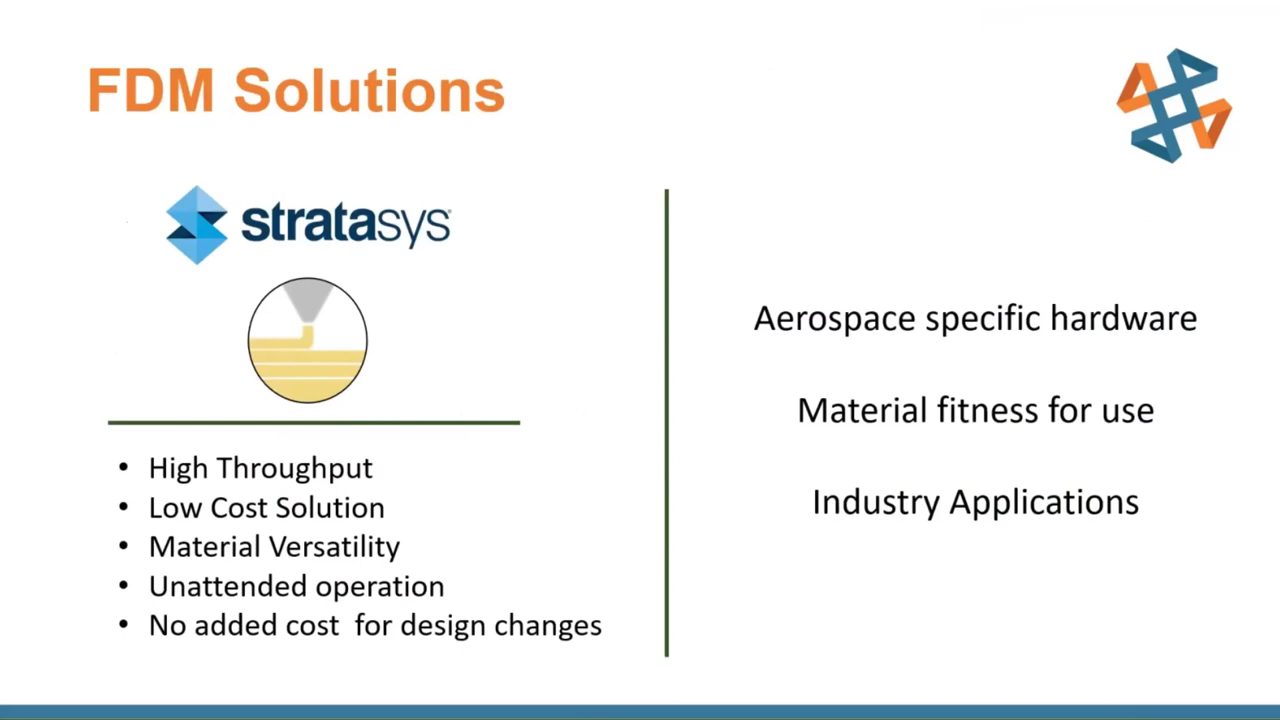 FDM Solutions
stratasys
• High Throughput
• Low Cost Solution
• Material Versatility
• Unattended operation
• No added cost  for design changes
Aerospace specific hardware
Material fitness for use
Industry Applications